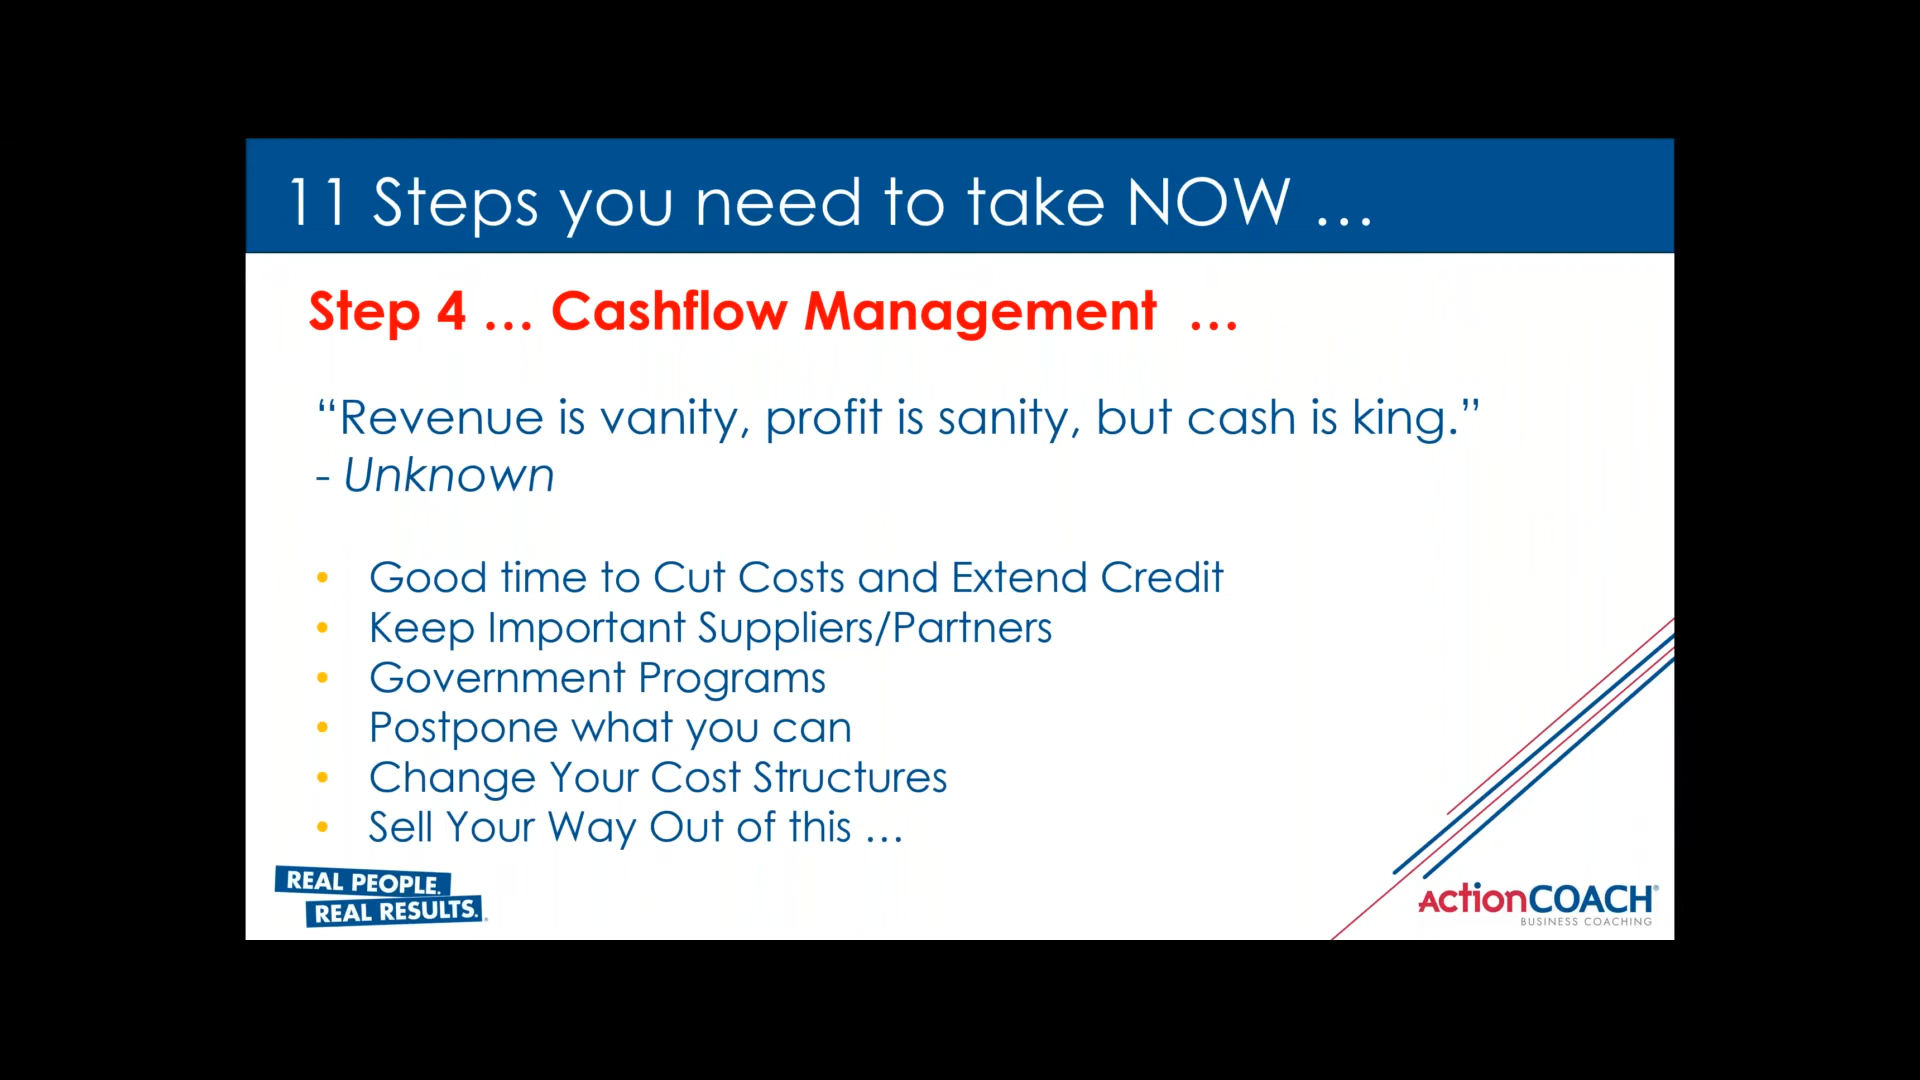 11 Steps you need to take NOW …
Step 4 … Cashflow Management …
“Revenue is vanity, profit is sanity, but cash is king.”
- Unknown
• Good time to Cut Costs and Extend Credit
• Keep Important Suppliers/Partners
• Government Programs
• Postpone what you can
• Change Your Cost Structures
• Sell Your Way Out of this …
REAL PEOPLE.
REAL RESULTS.
ActionCOACH®
BUSINESS COACHING